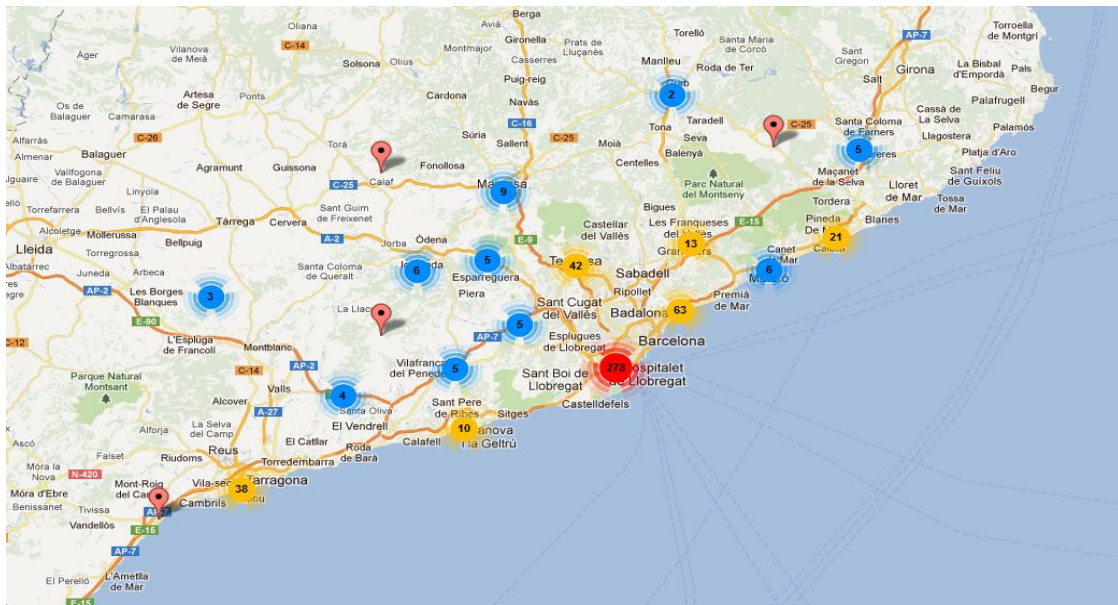 Oliana
Berga
Avià
Torelló
Santa Maria
de Corcó
AP-7
Torroella
de Montgrí
Àger
Vilanova
de Meià
C-14
Solsona
Olius
Montmajor
Gironella
Casserres
Prats de
Lluçanès
Manlleu
Roda de Ter
Sant
Gregori
Salt
Girona
La Bisbal
d'Empordà
Pals
Begur
Artesa
de Segre
Ponts
Cardona
Puig-reig
Navàs
2
Os de
Balaguer
Camarasa
C-16
Tona
Taradell
C-25
Santa Coloma
de Farners
Cassà de
La Selva
Palafrugell
Palamós
Llagostera
Alfarràs
Almenar
C-26
Balaguer
Torà
Súria
Sallent
C-25
Moià
Seva
Balenyà
Centelles
5
Platja d'Aro
Vallfogona
de Balaguer
Agramunt
Guissona
Fonollosa
Calaf
C-25
9
Parc Natural
del Montseny
Maçanet
de la Selva
Sant Feliu
de Guíxols
Lloret
de Mar
Tossa
de Mar
Linyola
Torrefarrera
Bellvís
El Palau
d'Anglesola
Tàrrega
Cervera
Sant Guim
de Freixenet
Castellar
del Vallès
Bigues
E-15
Tordera
Blanes
Alcoletge
Mollerussa
Bellpuig
A-2
Jorba
Òdena
E-9
Les Franqueses
del Vallès
13
Pineda
21
Canet
Lleida
Torregrossa
Albatàrrec
Juneda
Arbeca
Santa Coloma
de Queralt
6
5
Esparreguera
Piera
42
Sabadell
Ripollet
6
Premià
de Mar
AP-2
Les Borges
Blanques
3
E-90
Sant Cugat
del Vallès
Badalona
63
5
AP-7
Esplugues
de Llobregat
Barcelona
C-12
L'Espluga
de Francolí
Montblanc
C-14
AP-2
Vilafranca
del Penedès
5
Sant Boi de
Llobregat
278
Hospitalet
de Llobregat
Parc Natural
Montsant
Valls
4
Santa Oliva
Sant Pere
de Ribes
Sitges
Castelldefels
Alcover
A-27
El Vendrell
10
Alforja
La Selva
del Camp
El Catllar
Calafell
i la Geltrú
Ascó
Falset
Riudoms
Reus
Roda
de Barà
Torredembarra
Móra la
Nova
N-420
Mont-Roig
Tarragona
38
Móra d'Ebre
Benissanet
Tivissa
Cambrils
Vandellòs
E-15
AP-7
El Perelló
L'Ametlla
de Mar
E-15